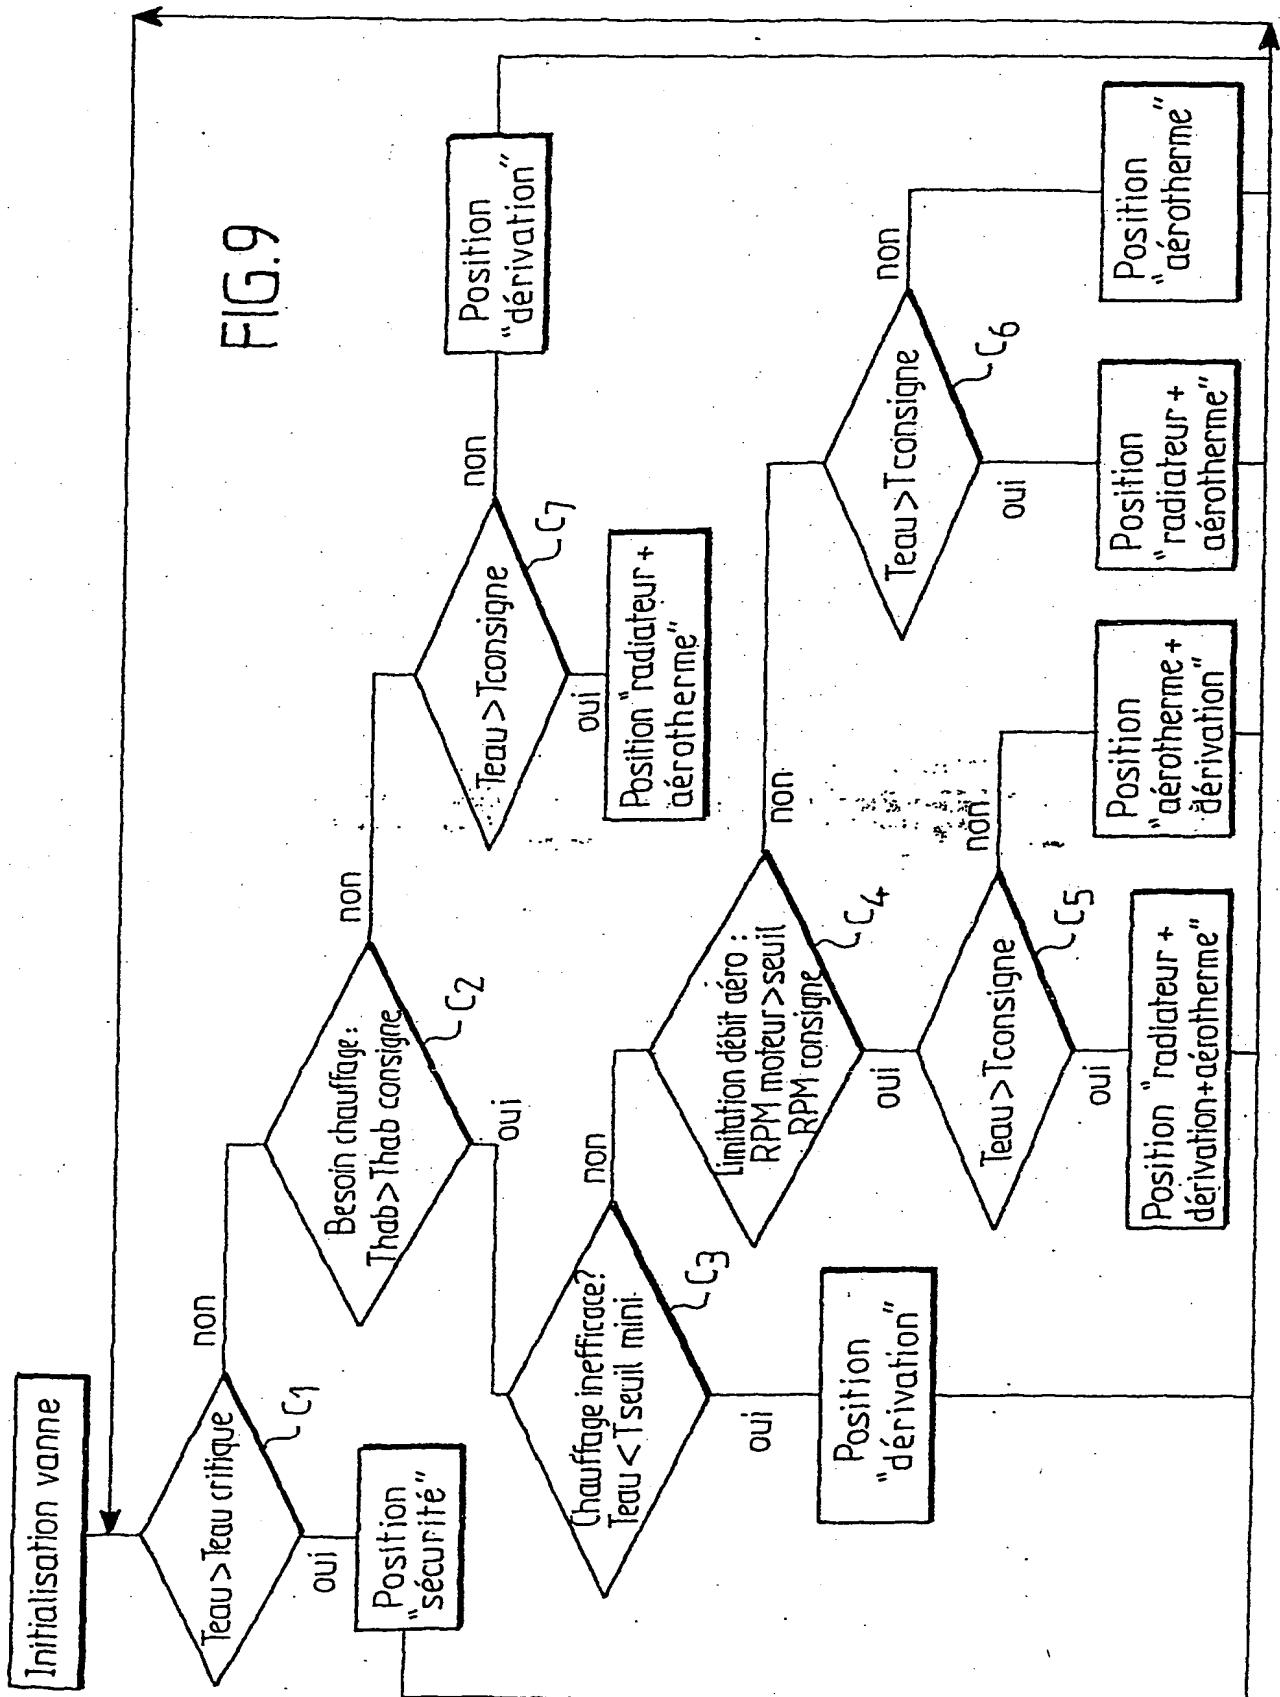 FIG.9
Initialisation vanne
Teau>Teau critique
C1
oui
non
Position
"sécurité"
Besoin chauffage:
Thab>Thab consigne
C2
oui
non
Teau>Tconsigne
C7
oui
non
Position "radiateur+
aérotherme"
Position
"dérivation"
Chauffage inefficace?
Teau<Tseuil mini.
C3
oui
non
Position
"dérivation"
Limitation débit aéro:
RPM moteur>seuil
RPM consigne
C4
oui
non
Teau>Tconsigne
C5
oui
non
Position "radiateur+
dérivation+aérotherme"
Position
"aérotherme+
dérivation"
Teau>Tconsigne
C6
oui
non
Position
"radiateur+
aérotherme"
Position
"aérotherme"